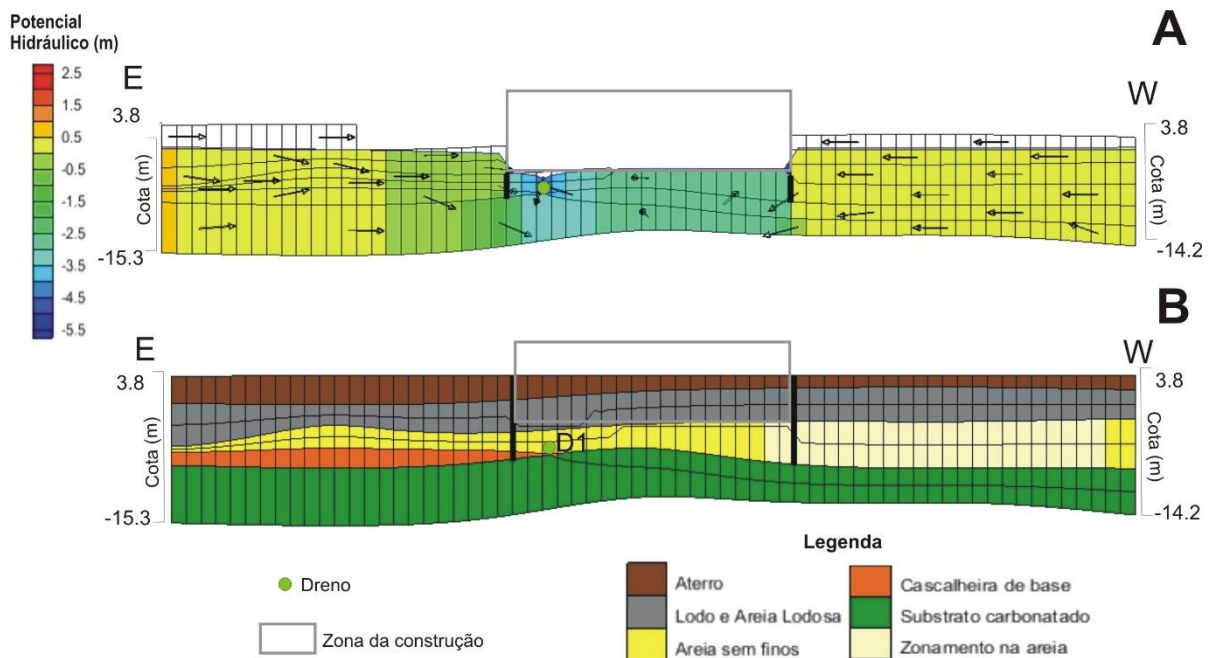 Potencial
Hidráulico (m)
2.5
1.5
0.5
-0.5
-1.5
-2.5
-3.5
-4.5
-5.5
A
E
W
3.8
3.8
Cota (m)
Cota (m)
-15.3
-14.2
B
E
W
3.8
3.8
Cota (m)
Cota (m)
D1
-15.3
-14.2
Legenda
Dreno
Zona da construção
Aterro
Lodo e Areia Lodosa
Areia sem finos
Cascalheira de base
Substrato carbonatado
Zonamento na areia